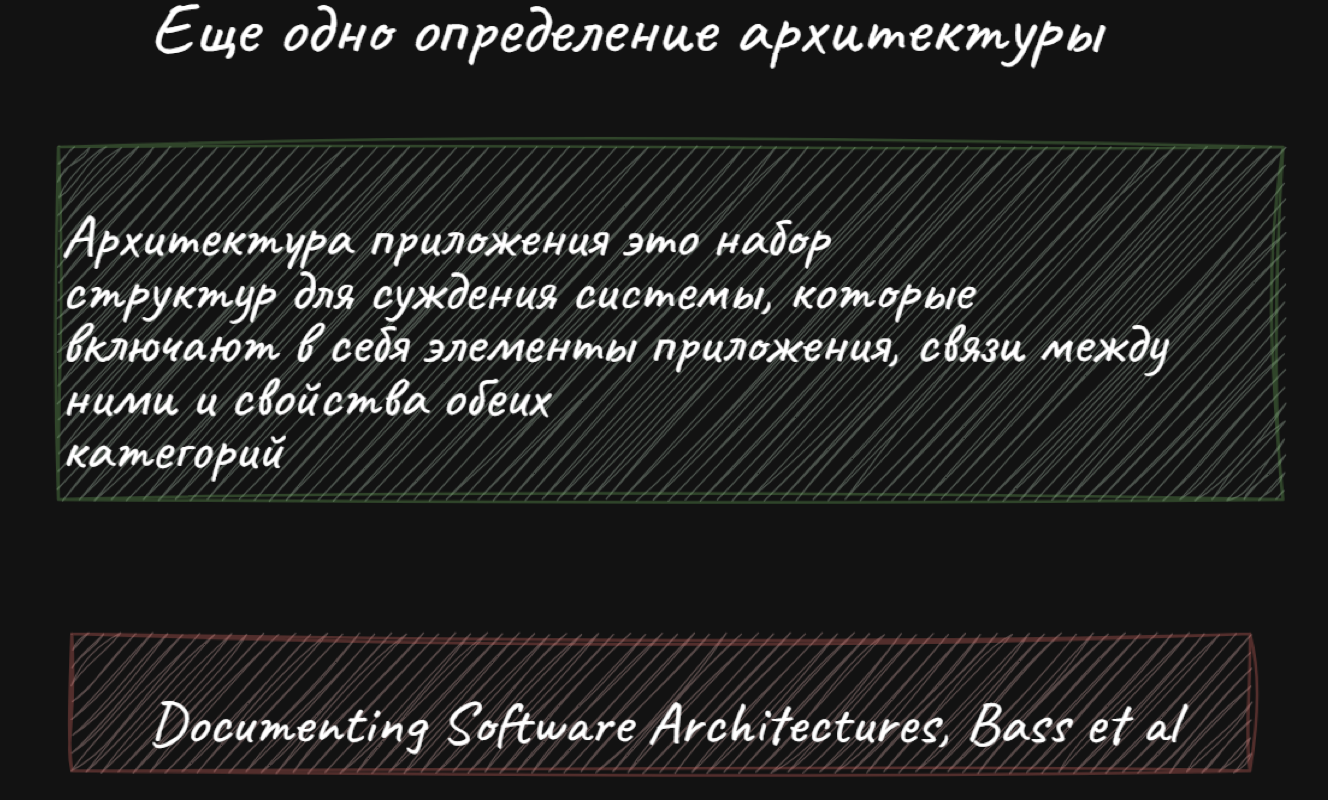 Еще одно определение архитектуры
Архитектура приложения это набор
структур для суждения системы, которые
включают в себя элементы приложения, связи между
ними и свойства обеих
категорий
Documenting Software Architectures, Bass et al